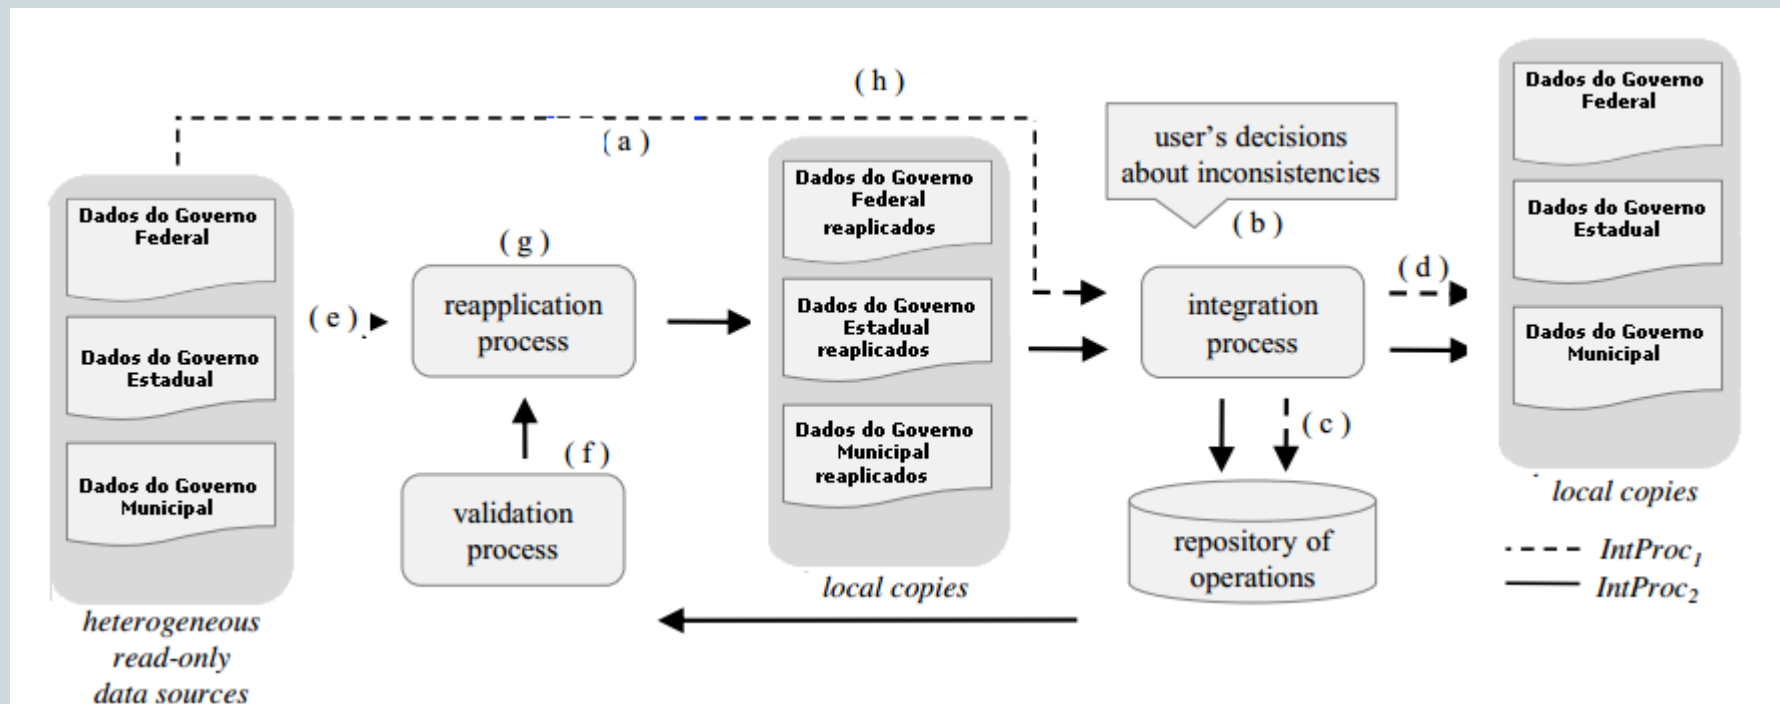 ( h )
( a )
Dados do Governo
Federal
Dados do Governo
Estadual
Dados do Governo
Municipal
heterogeneous
read-only
data sources
( e )
( g )
reapplication
process
( f )
validation
process
Dados do Governo
Federal
reaplicados
Dados do Governo
Estadual
reaplicados
Dados do Governo
Municipal
reaplicados
local copies
user's decisions
about inconsistencies
( b )
integration
process
( c )
repository of
operations
( d )
Dados do Governo
Federal
Dados do Governo
Estadual
Dados do Governo
Municipal
local copies
IntProc1
IntProc2